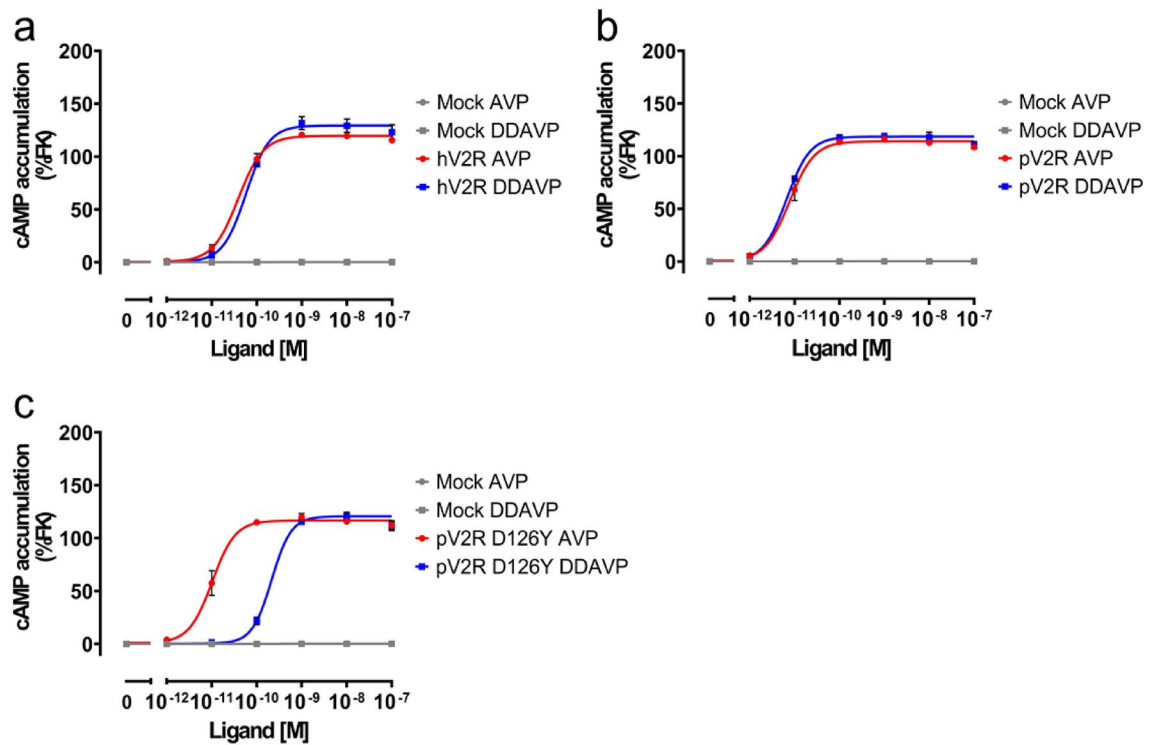 a
200
150
100
50
0
cAMP accumulation
(%FK)
0 10-12 10-11 10-10 10-9 10-8 10-7
Ligand [M]
Mock AVP
Mock DDAVP
hV2R AVP
hV2R DDAVP
b
200
150
100
50
0
cAMP accumulation
(%FK)
0 10-12 10-11 10-10 10-9 10-8 10-7
Ligand [M]
Mock AVP
Mock DDAVP
pV2R AVP
pV2R DDAVP
c
200
150
100
50
0
cAMP accumulation
(%FK)
0 10-12 10-11 10-10 10-9 10-8 10-7
Ligand [M]
Mock AVP
Mock DDAVP
pV2R D126Y AVP
pV2R D126Y DDAVP